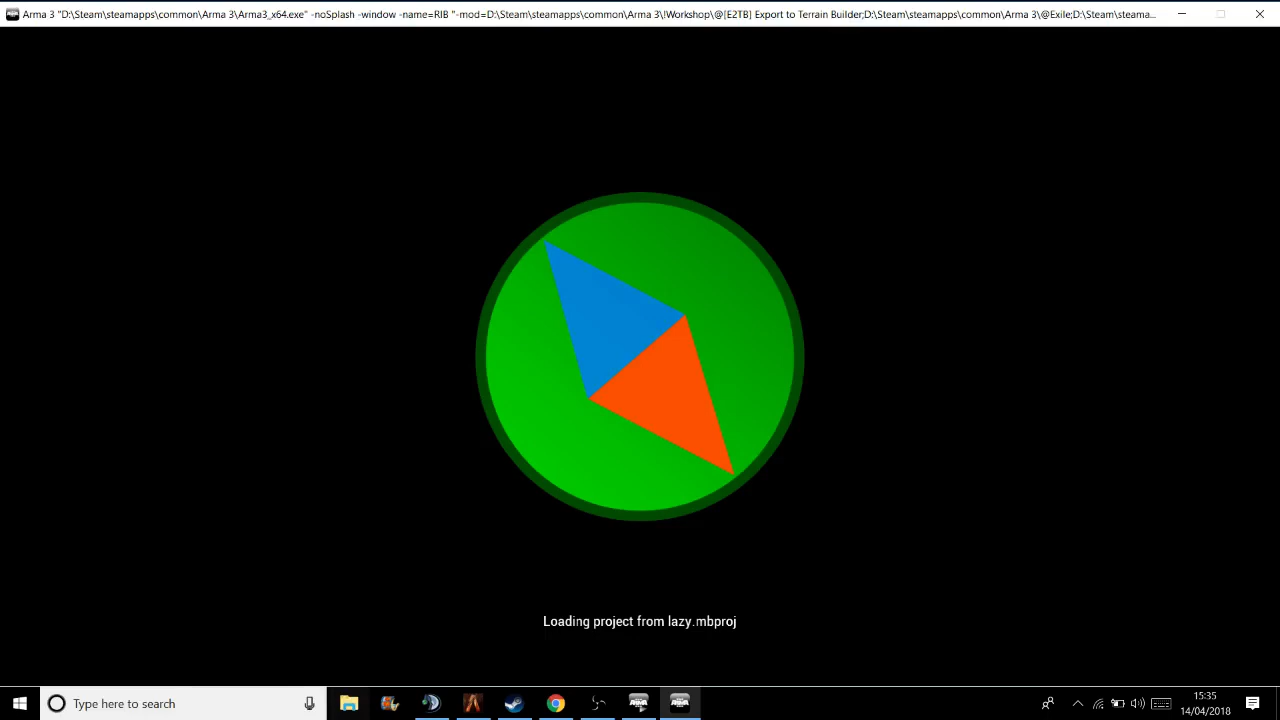 Arma 3 "D:\Steam\steamapps\common\Arma 3\Arma3_x64.exe" -noSplash -window -name=RIB "-mod=D:\Steam\steamapps\common\Arma 3\!Workshop\@[E2TB] Export to Terrain Builder;D:\Steam\steamapps\common\Arma 3\@Exile;D:\Steam\steama...
Loading project from lazy.mbproj
Type here to search
15:35
14/04/2018